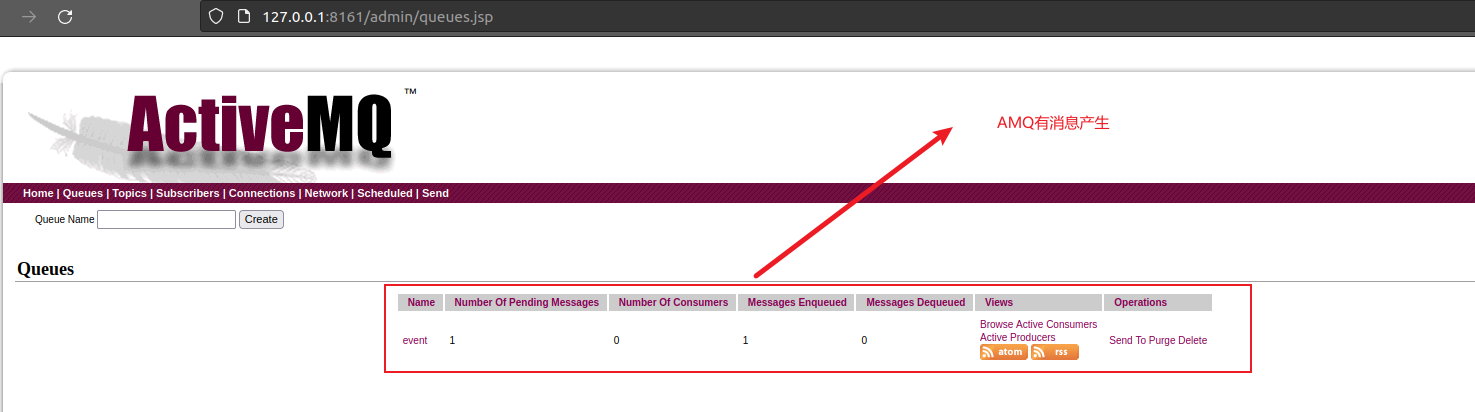 127.0.0.1:8161/admin/queues.jsp
ActiveMQ ™
AMQ有消息产生
Home | Queues | Topics | Subscribers | Connections | Network | Scheduled | Send
Queue Name Create
Queues
Name Number Of Pending Messages Number Of Consumers Messages Enqueued Messages Dequeued Views Operations
event 1 0 1 0 Browse Active Consumers
Active Producers
atom rss
Send To Purge Delete